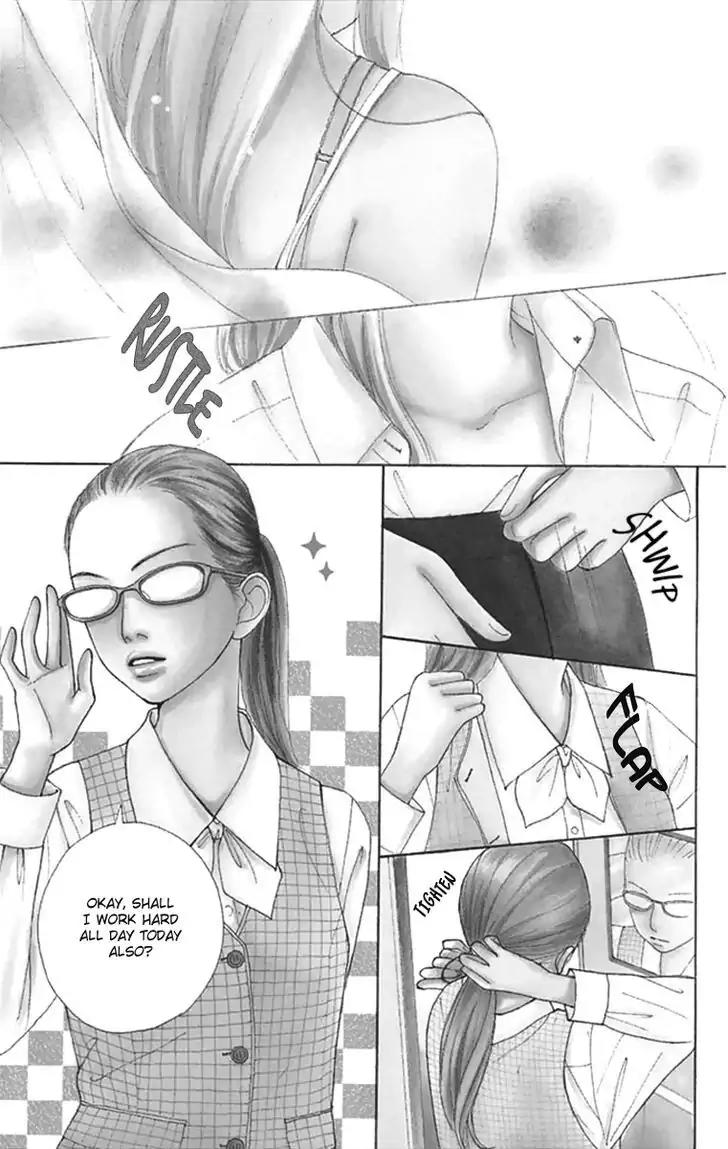 RUSTLE
SHWIP
FLAP
TIGHTEN
OKAY, SHALL
I WORK HARD
ALL DAY TODAY
ALSO?